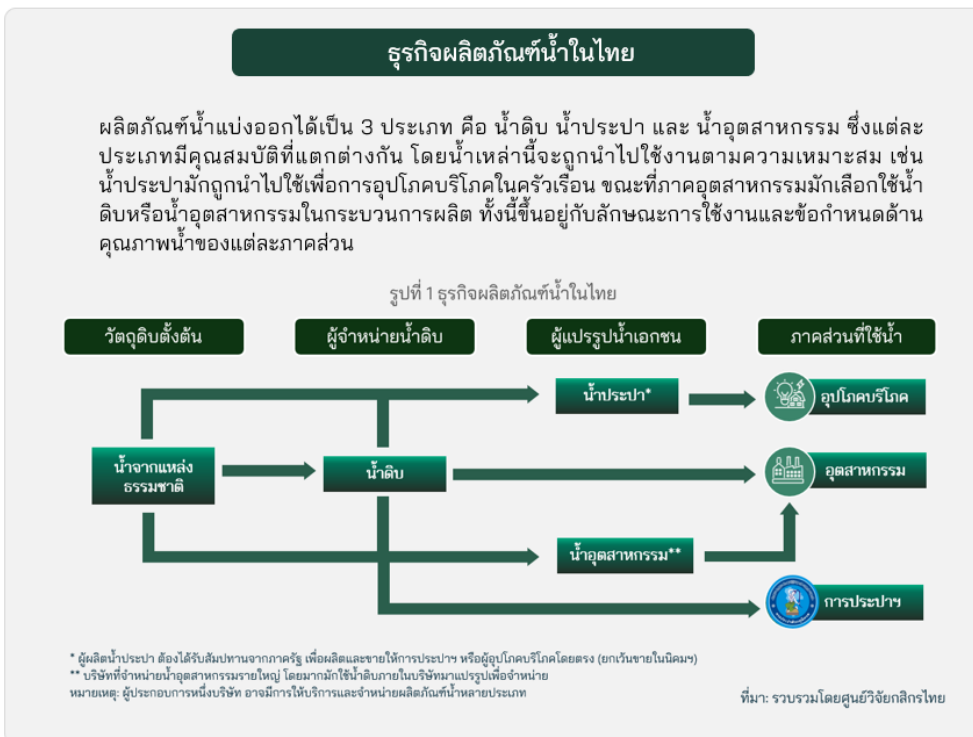 ธุรกิจผลิตภัณฑ์น้ำในไทย
ผลิตภัณฑ์น้ำแบ่งออกได้เป็น 3 ประเภท คือ น้ำดิบ น้ำประปา และ น้ำอุตสาหกรรม ซึ่งแต่ละ
ประเภทมีคุณสมบัติที่แตกต่างกัน โดยน้ำเหล่านี้จะถูกนำไปใช้งานตามความเหมาะสม เช่น
น้ำประปามักถูกนำไปใช้เพื่อการอุปโภคบริโภคในครัวเรือน ขณะที่ภาคอุตสาหกรรมมักเลือกใช้น้ำ
ดิบหรือน้ำอุตสาหกรรมในกระบวนการผลิต ทั้งนี้ขึ้นอยู่กับลักษณะการใช้งานและข้อกำหนดด้าน
คุณภาพน้ำของแต่ละภาคส่วน
รูปที่ 1 ธุรกิจผลิตภัณฑ์น้ำในไทย
วัตถุดิบตั้งต้น
ผู้จำหน่ายน้ำดิบ
ผู้แปรรูปน้ำเอกชน
ภาคส่วนที่ใช้น้ำ
น้ำประปา*
อุปโภคบริโภค
น้ำจากแหล่ง
ธรรมชาติ
น้ำดิบ
อุตสาหกรรม
น้ำอุตสาหกรรม**
การประปาฯ
* ผู้ผลิตน้ำประปา ต้องได้รับสัมปทานจากภาครัฐ เพื่อผลิตและขายให้การประปาฯ หรือผู้อุปโภคบริโภคโดยตรง (ยกเว้นขายในนิคมฯ)
** บริษัทที่จำหน่ายน้ำอุตสาหกรรมรายใหญ่ โดยมากมักใช้น้ำดิบภายในบริษัทมาแปรรูปเพื่อจำหน่าย
หมายเหตุ: ผู้ประกอบการหนึ่งบริษัท อาจมีการให้บริการและจำหน่ายผลิตภัณฑ์น้ำหลายประเภท
ที่มา: รวบรวมโดยศูนย์วิจัยกสิกรไทย